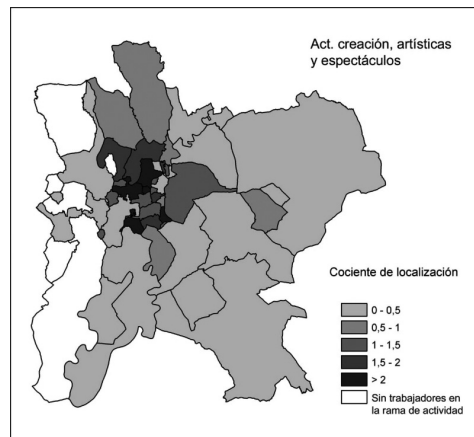 Act. creación, artísticas
y espectáculos
Cociente de localización
0 - 0,5
0,5 - 1
1 - 1,5
1,5 - 2
> 2
Sin trabajadores en
la rama de actividad